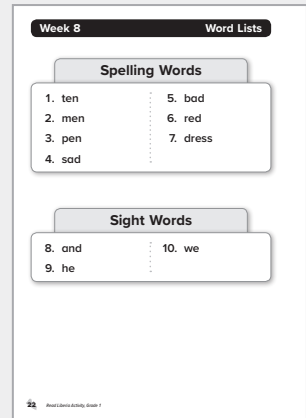 Week 8 Word Lists
Spelling Words
1. ten
2. men
3. pen
4. sad
5. bad
6. red
7. dress
Sight Words
8. and
9. he
10. we
22 Read Liberia Activity, Grade 1